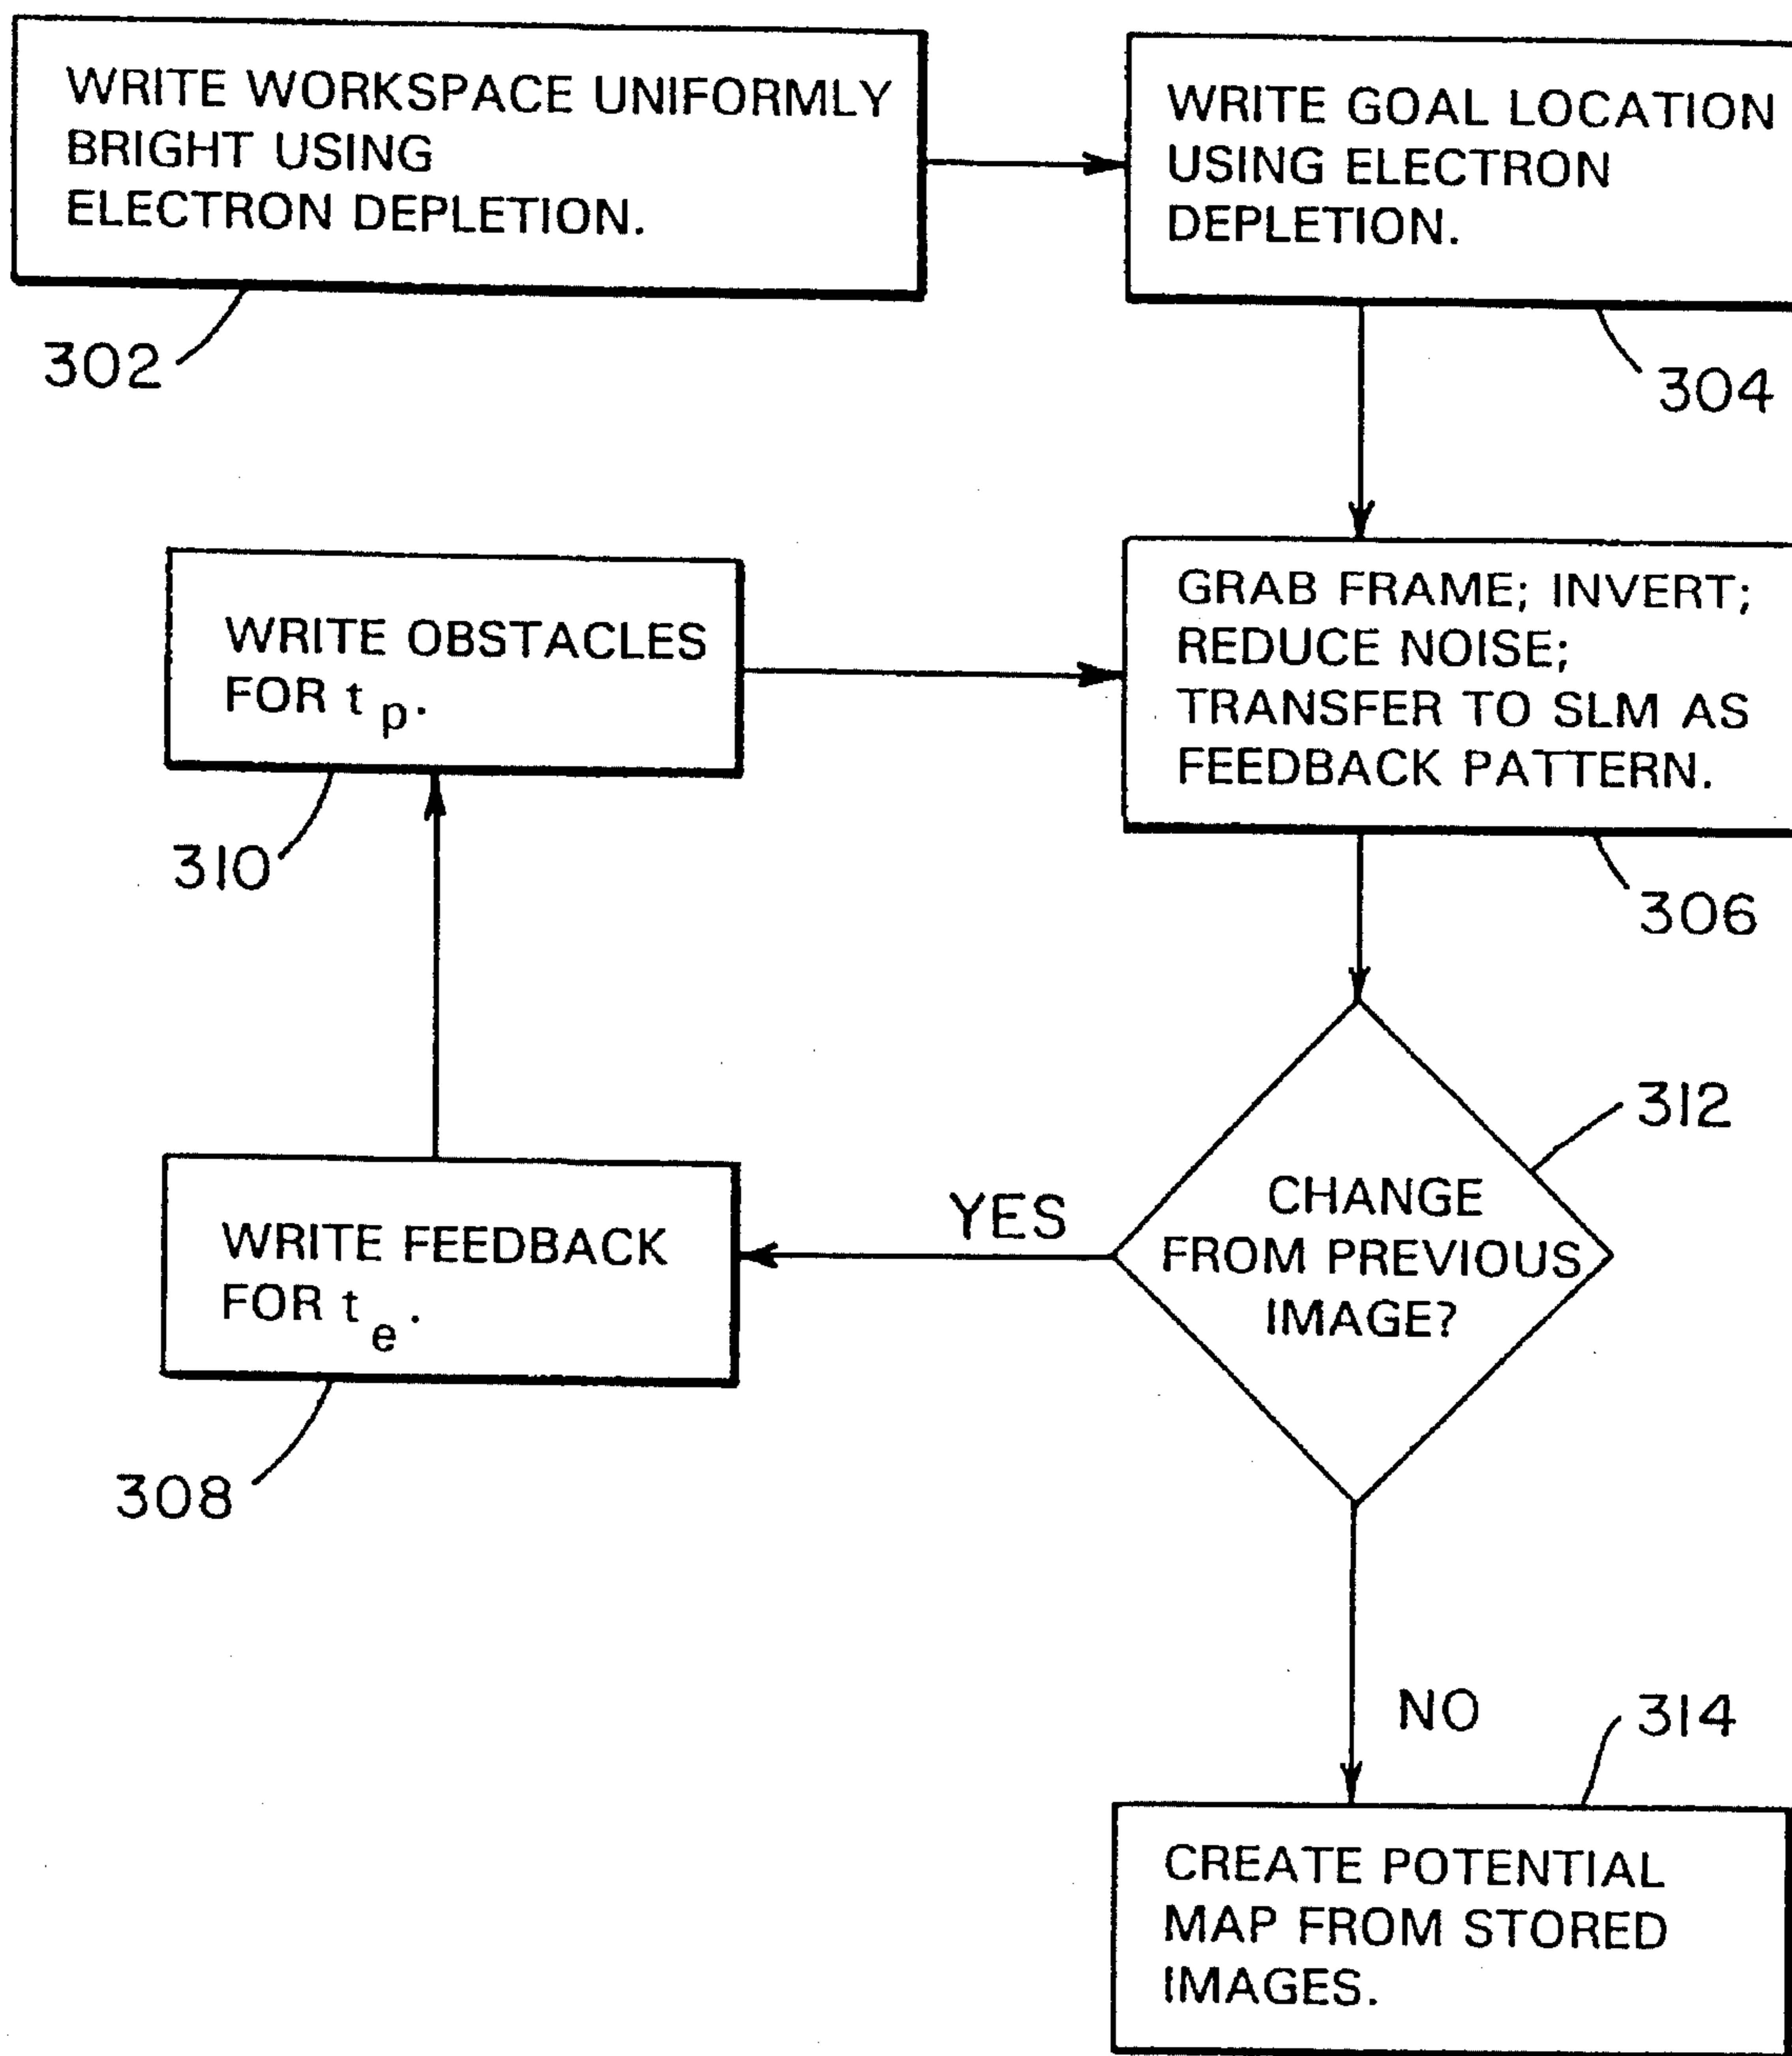 WRITE WORKSPACE UNIFORMLY
BRIGHT USING
ELECTRON DEPLETION.
302
WRITE GOAL LOCATION
USING ELECTRON
DEPLETION.
304
WRITE OBSTACLES
FOR t p.
310
GRAB FRAME; INVERT;
REDUCE NOISE;
TRANSFER TO SLM AS
FEEDBACK PATTERN.
306
312
CHANGE
FROM PREVIOUS
IMAGE?
YES
WRITE FEEDBACK
FOR t e.
308
NO
314
CREATE POTENTIAL
MAP FROM STORED
IMAGES.